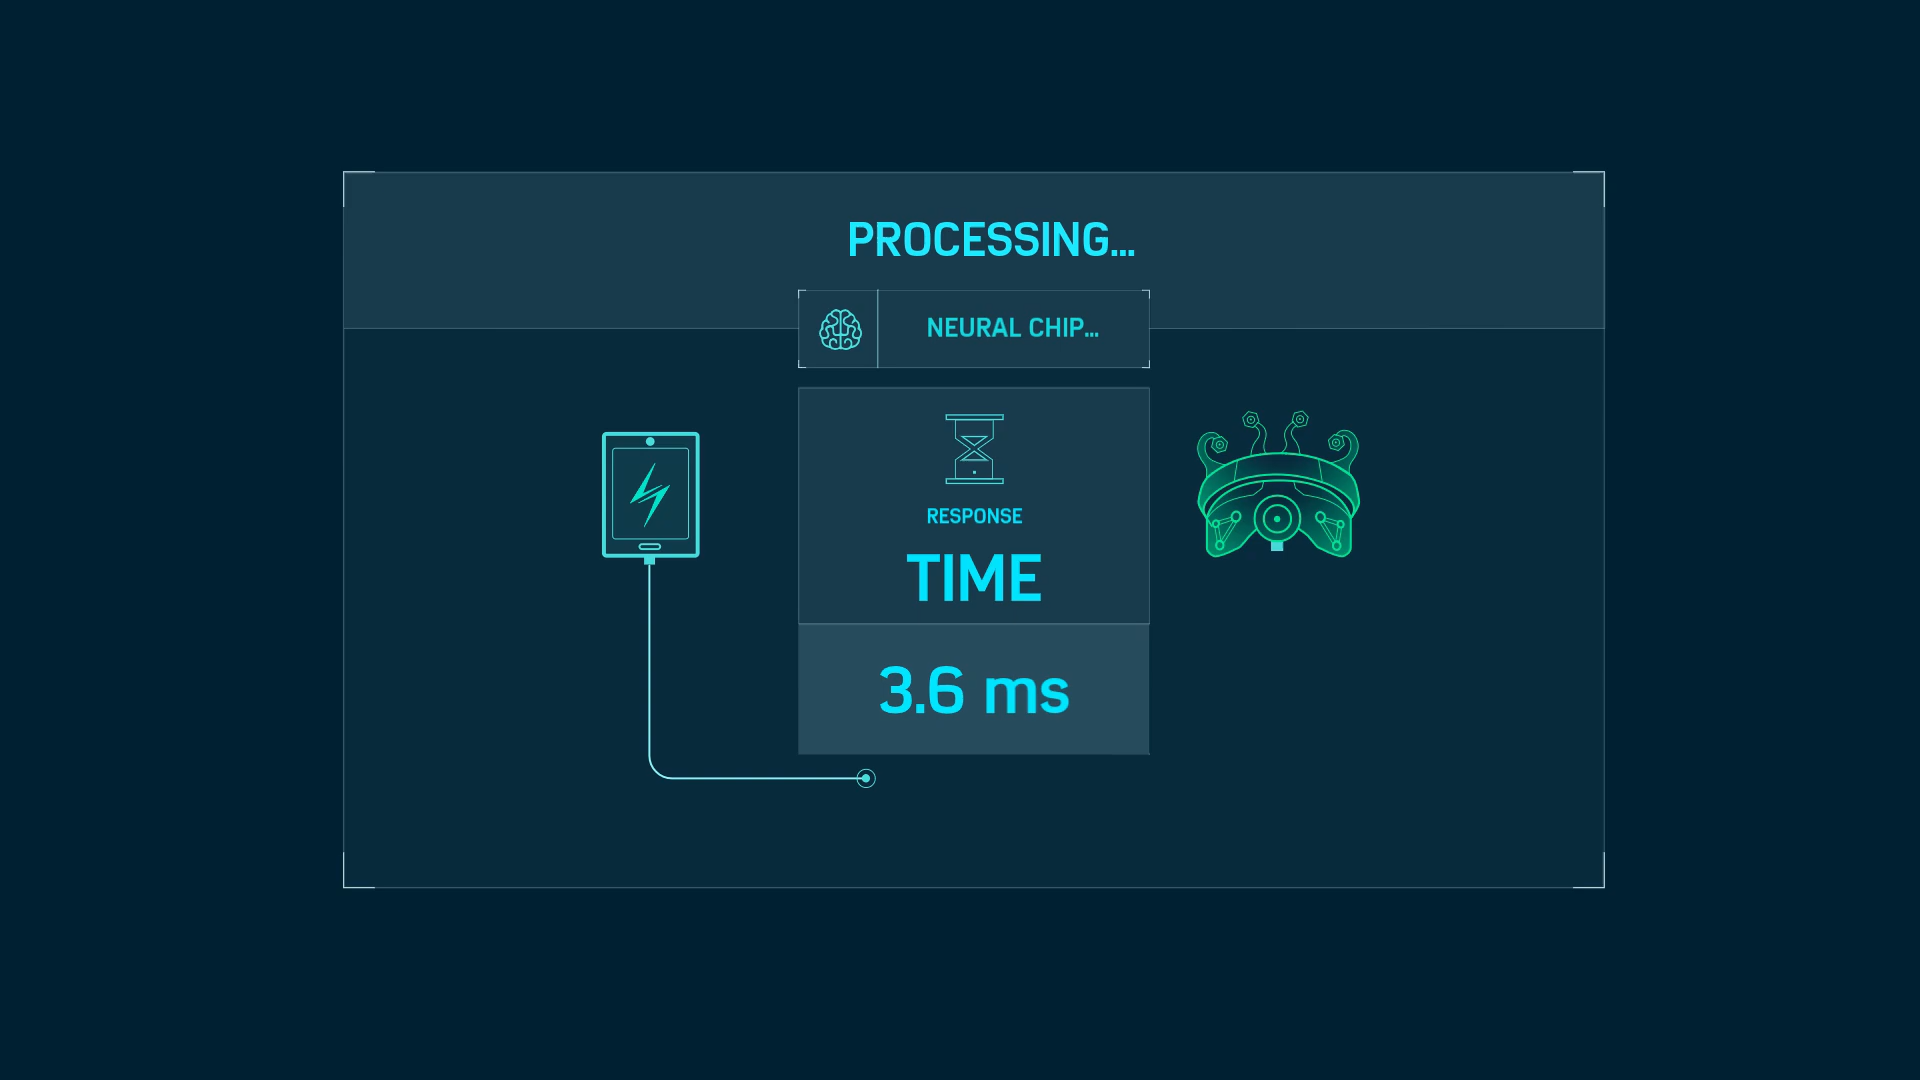 PROCESSING...
NEURAL CHIP...
RESPONSE
TIME
3.6 ms